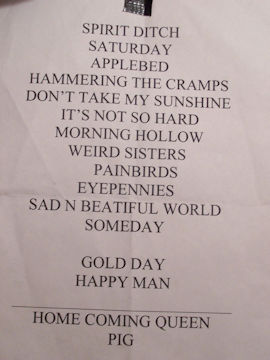 SPIRIT DITCH
SATURDAY
APPLEBED
HAMMERING THE CRAMPS
DON'T TAKE MY SUNSHINE
IT'S NOT SO HARD
MORNING HOLLOW
WEIRD SISTERS
PAINBIRDS
EYEPENNIES
SAD N BEATIFUL WORLD
SOMEDAY
GOLD DAY
HAPPY MAN
HOME COMING QUEEN
PIG